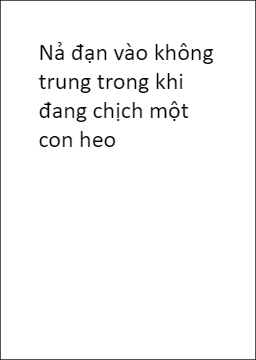 Nả đạn vào không
trung trong khi
đang chịch một
con heo